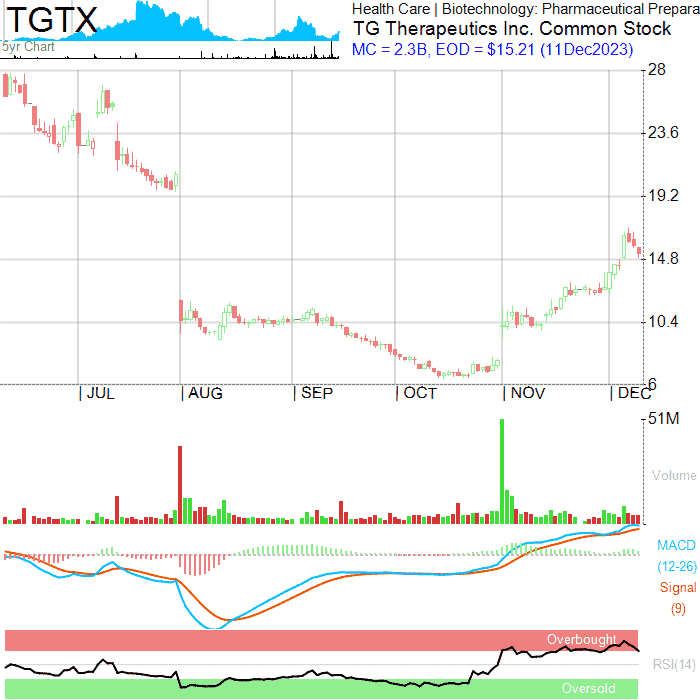 TGTX
5yr Chart
Health Care | Biotechnology: Pharmaceutical Prepara
TG Therapeutics Inc. Common Stock
MC = 2.3B, EOD = $15.21 (11Dec2023)
28
23.6
19.2
14.8
10.4
6
| JUL
| AUG
| SEP
| OCT
| NOV
| DEC
51M
Volume
MACD
(12-26)
Signal
(9)
Overbought
RSI(14)
Oversold